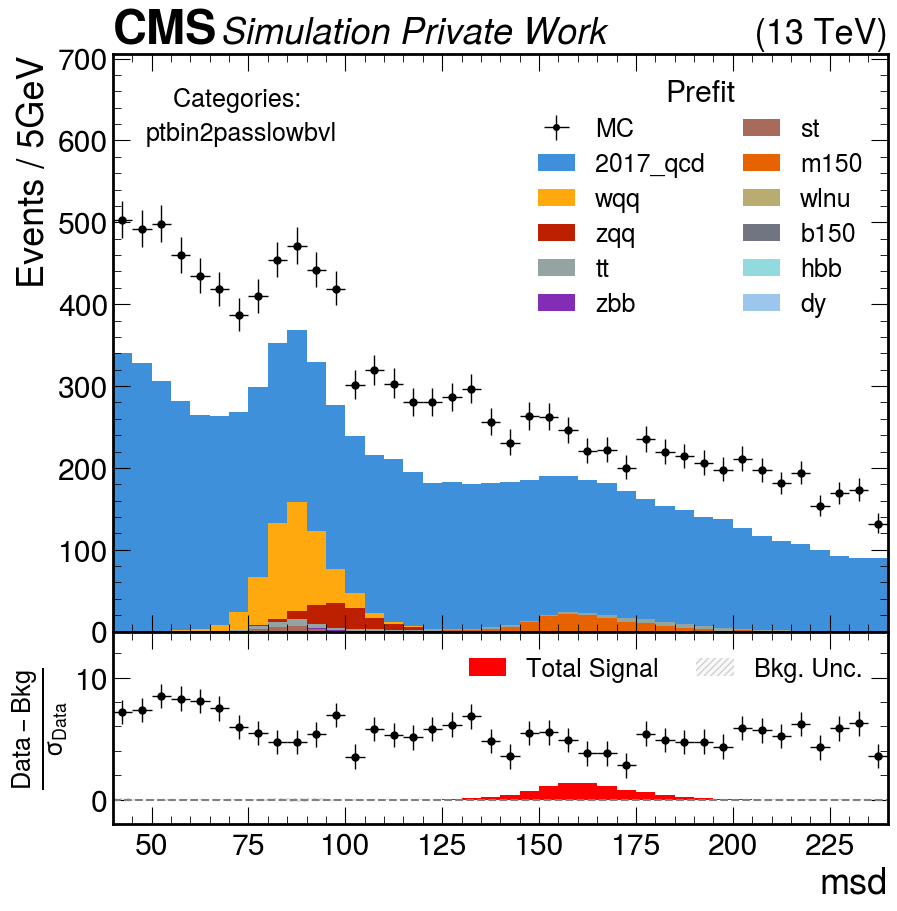 CMS Simulation Private Work (13 TeV)
Events / 5GeV
700
600
500
400
300
200
100
0
Categories:
ptbin2passlowbvl
Prefit
MC
2017_qcd
wqq
zqq
tt
zbb
st
m150
wlnu
b150
hbb
dy
Data – Bkg
σData
10
0
Total Signal
Bkg. Unc.
50 75 100 125 150 175 200 225
msd